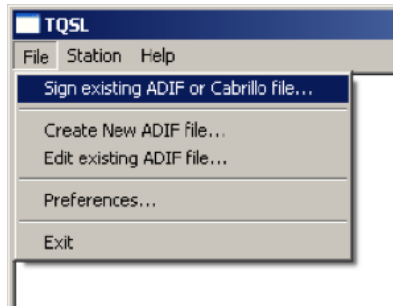 TQSL
File Station Help
Sign existing ADIF or Cabrillo file...
Create New ADIF file...
Edit existing ADIF file...
Preferences...
Exit